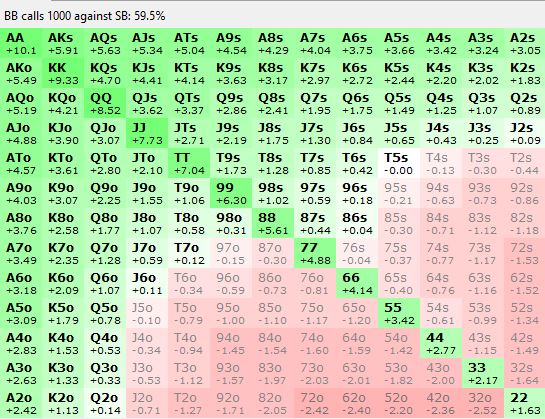 BB calls 1000 against SB: 59.5%
AA AKs AQs AJs ATs A9s A8s A7s A6s A5s A4s A3s A2s
+10.1 +5.91 +5.63 +5.34 +5.04 +4.54 +4.29 +4.04 +3.75 +3.66 +3.42 +3.24 +3.05
AKo KK KQs KJs KTs K9s K8s K7s K6s K5s K4s K3s K2s
+5.49 +9.33 +4.70 +4.41 +4.14 +3.63 +3.17 +2.97 +2.72 +2.44 +2.20 +2.02 +1.83
AQo KQo QQ QJs QTs Q9s Q8s Q7s Q6s Q5s Q4s Q3s Q2s
+5.19 +4.21 +8.52 +3.62 +3.37 +2.86 +2.41 +1.95 +1.75 +1.49 +1.25 +1.07 +0.89
AJo KJo QJo JJ JTs J9s J8s J7s J6s J5s J4s J3s J2s
+4.88 +3.90 +3.07 +7.73 +2.71 +2.19 +1.75 +1.31 +0.84 +0.65 +0.43 +0.25 +0.09
ATo KTo QTo JTo TT T9s T8s T7s T6s T5s T4s T3s T2s
+4.57 +3.61 +2.80 +2.10 +7.04 +1.73 +1.28 +0.85 +0.42 -0.00 -0.13 -0.30 -0.44
A9o K9o Q9o J9o T9o 99 98s 97s 96s 95s 94s 93s 92s
+4.03 +3.07 +2.25 +1.55 +1.06 +6.30 +1.02 +0.59 +0.18 -0.21 -0.63 -0.73 -0.86
A8o K8o Q8o J8o T8o 98o 88 87s 86s 85s 84s 83s 82s
+3.76 +2.58 +1.77 +1.07 +0.58 +0.31 +5.61 +0.44 +0.04 -0.30 -0.71 -1.12 -1.18
A7o K7o Q7o J7o T7o 97o 87o 77 76s 75s 74s 73s 72s
+3.49 +2.35 +1.28 +0.59 +0.12 -0.15 -0.30 +4.88 -0.04 -0.37 -0.77 -1.17 -1.53
A6o K6o Q6o J6o T6o 96o 86o 76o 66 65s 64s 63s 62s
+3.18 +2.09 +1.07 +0.11 -0.34 -0.59 -0.73 -0.81 +4.14 -0.40 -0.76 -1.16 -1.52
A5o K5o Q5o J5o T5o 95o 85o 75o 65o 55 54s 53s 52s
+3.09 +1.79 +0.78 -0.10 -0.79 -1.00 -1.10 -1.17 -1.20 +3.42 -0.61 -0.99 -1.34
A4o K4o Q4o J4o T4o 94o 84o 74o 64o 54o 44 43s 42s
+2.83 +1.53 +0.53 -0.34 -0.94 -1.45 -1.54 -1.60 -1.59 -1.42 +2.77 -1.15 -1.49
A3o K3o Q3o J3o T3o 93o 83o 73o 63o 53o 43o 33 32s
+2.63 +1.33 +0.33 -0.53 -1.12 -1.57 -1.97 -2.03 -2.01 -1.82 -2.00 +2.17 -1.64
A2o K2o Q2o J2o T2o 92o 82o 72o 62o 52o 42o 32o 22
+2.42 +1.13 +0.14 -0.71 -1.27 -1.71 -2.05 -2.42 -2.40 -2.20 -2.36 -2.52 +1.63